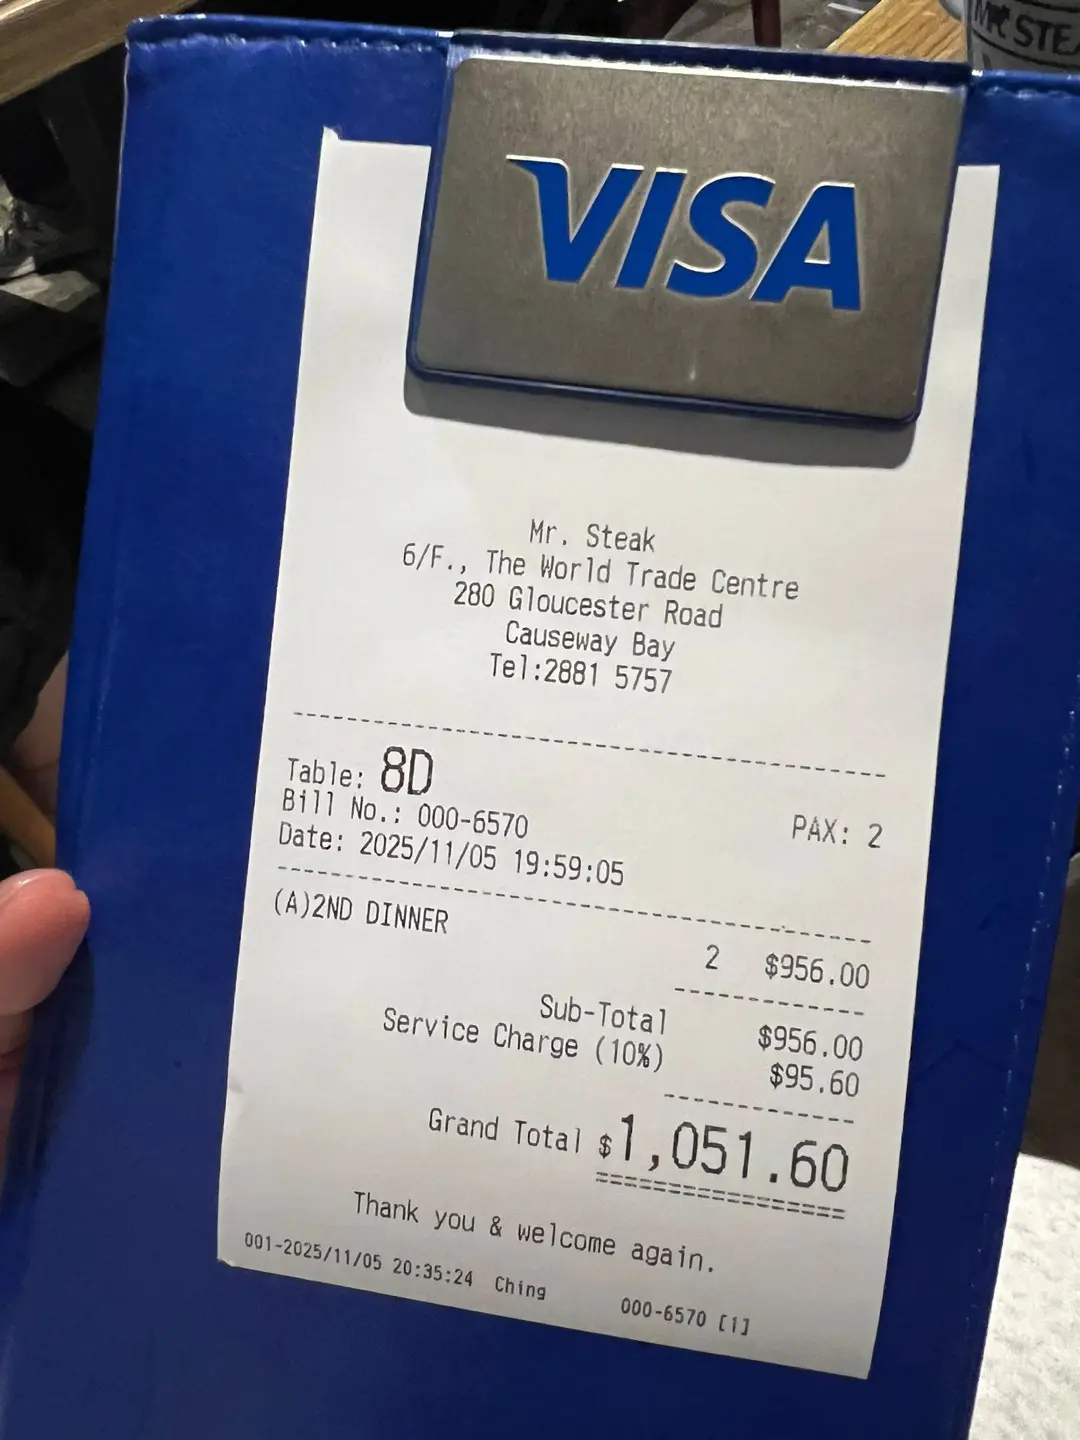 MR STEA
VISA
Mr. Steak
6/F., The World Trade Centre
280 Gloucester Road
Causeway Bay
Tel:2881 5757
Table: 8D
Bill No.: 000-6570 PAX: 2
Date: 2025/11/05 19:59:05
(A)2ND DINNER
2 $956.00
Sub-Total $956.00
Service Charge (10%) $95.60
Grand Total $1,051.60
Thank you & welcome again.
001-2025/11/05 20:35:24 Ching 000-6570 [1]